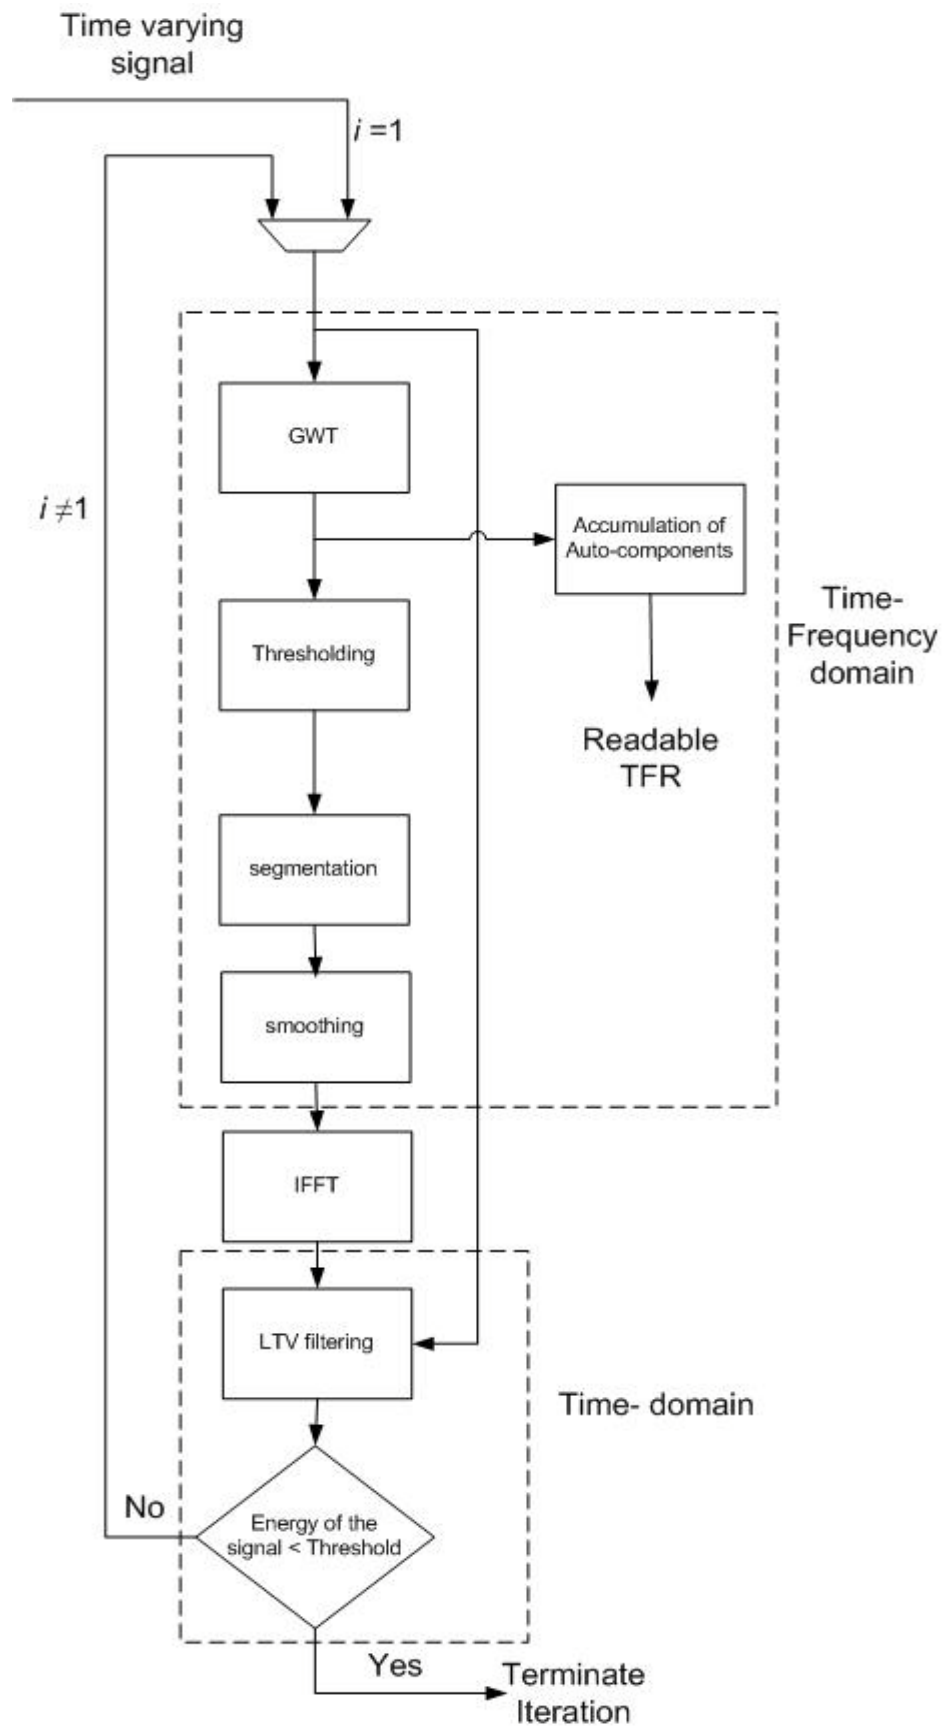 Time varying
signal
i =1
GWT
i ≠1
Accumulation of
Auto-components
Time-
Frequency
domain
Thresholding
Readable
TFR
segmentation
smoothing
IFFT
LTV filtering
Time- domain
No
Energy of the
signal < Threshold
Yes
Terminate
Iteration